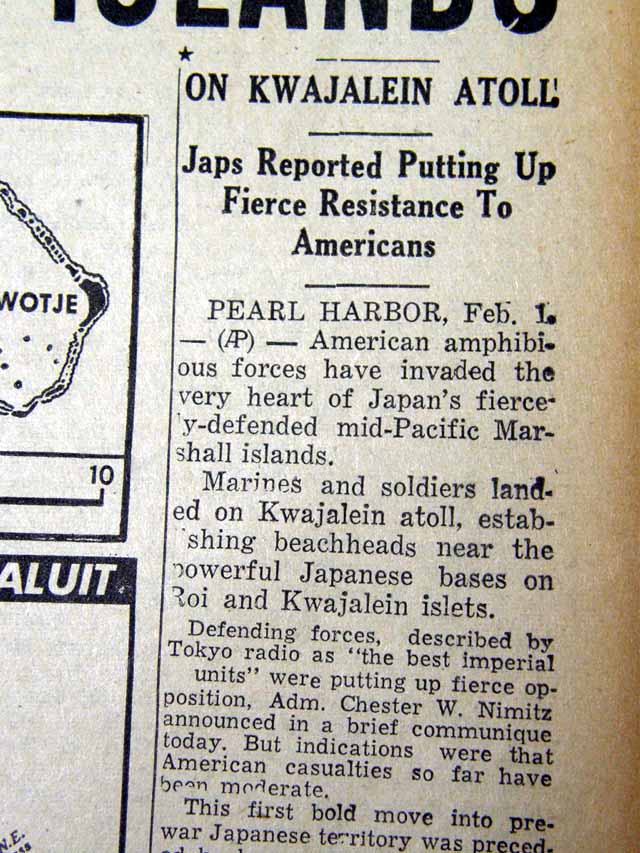 ISLANDS
ON KWAJALEIN ATOLL
Japs Reported Putting Up
Fierce Resistance To
Americans
PEARL HARBOR, Feb. 1.
— (AP) — American amphibi-
ous forces have invaded the
very heart of Japan's fierce-
y-defended mid-Pacific Mar-
shall islands.
Marines and soldiers land-
ed on Kwajalein atoll, estab-
shing beachheads near the
powerful Japanese bases on
Roi and Kwajalein islets.
Defending forces, described by
Tokyo radio as "the best imperial
units" were putting up fierce op-
position, Adm. Chester W. Nimitz
announced in a brief communique
today. But indications were that
American casualties so far have
been moderate.
This first bold move into pre-
war Japanese territory was preced-
WOTJE
10
ALUIT
N.E.